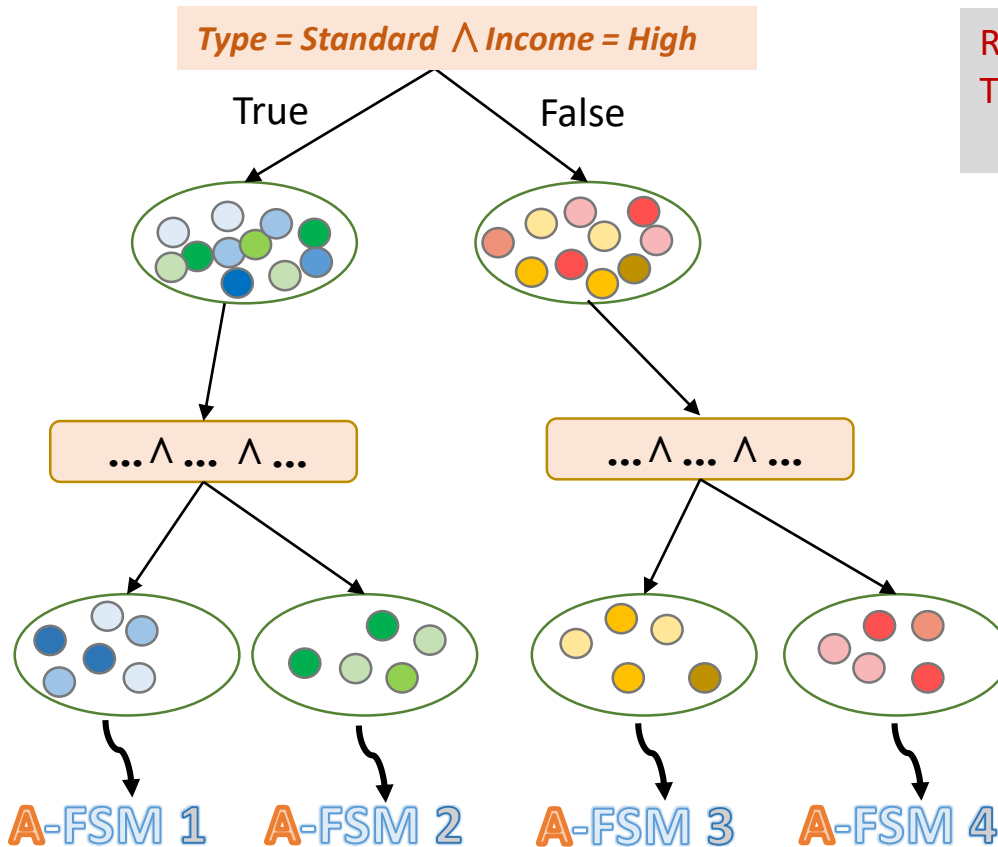 Type = Standard ∧ Income = High
True
False
... ∧ ... ∧ ...
... ∧ ... ∧ ...
A-FSM 1
A-FSM 2
A-FSM 3
A-FSM 4